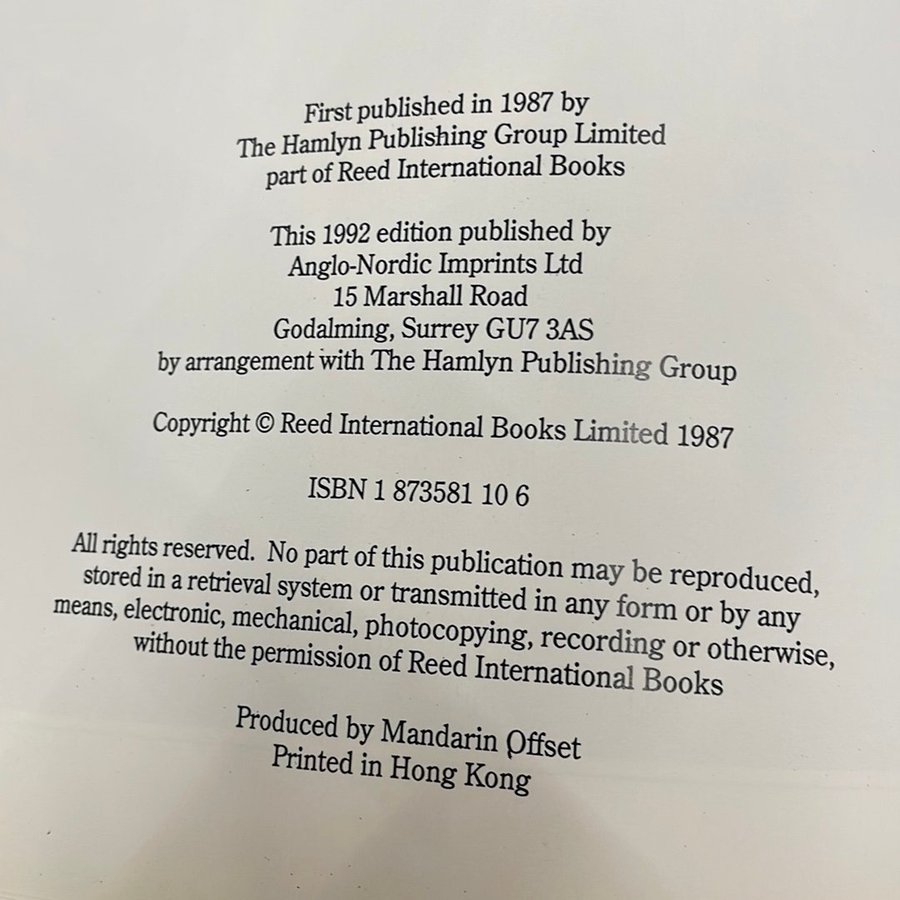 First published in 1987 by
The Hamlyn Publishing Group Limited
part of Reed International Books
This 1992 edition published by
Anglo-Nordic Imprints Ltd
15 Marshall Road
Godalming, Surrey GU7 3AS
by arrangement with The Hamlyn Publishing Group
Copyright © Reed International Books Limited 1987
ISBN 1 873581 10 6
All rights reserved. No part of this publication may be reproduced,
stored in a retrieval system or transmitted in any form or by any
means, electronic, mechanical, photocopying, recording or otherwise,
without the permission of Reed International Books
Produced by Mandarin Offset
Printed in Hong Kong